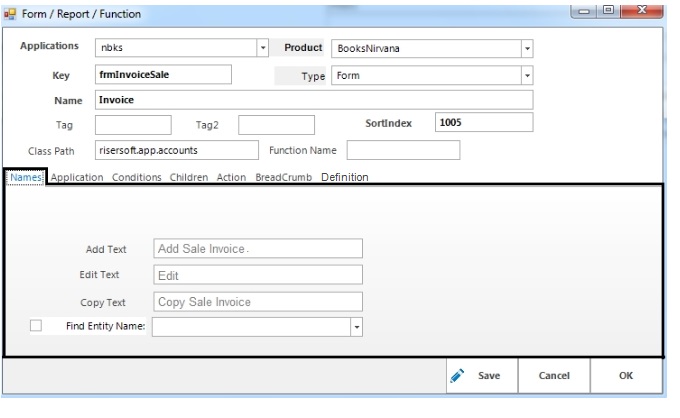 Form / Report / Function
Applications nbks Product BooksNirvana
Key frmInvoiceSale Type Form
Name Invoice
Tag Tag2 SortIndex 1005
Class Path risersoft.app.accounts Function Name
Names Application Conditions Children Action BreadCrumb Definition
Add Text Add Sale Invoice.
Edit Text Edit
Copy Text Copy Sale Invoice
Find Entity Name:
Save Cancel OK